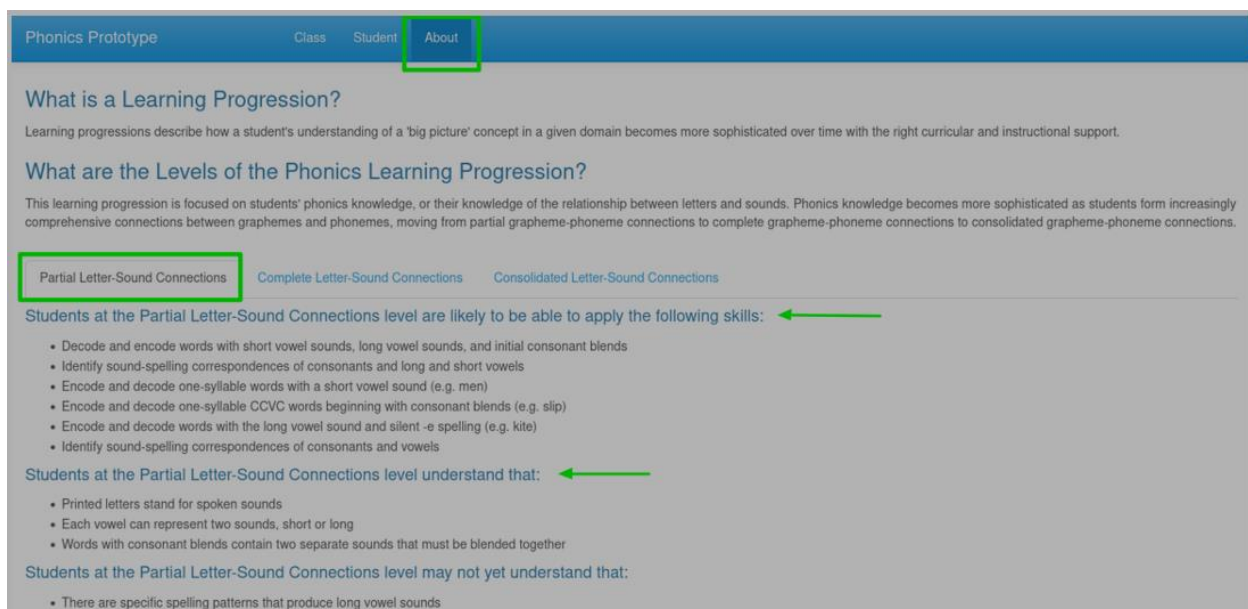 Phonics Prototype Class Student About
What is a Learning Progression?
Learning progressions describe how a student's understanding of a 'big picture' concept in a given domain becomes more sophisticated over time with the right curricular and instructional support.
What are the Levels of the Phonics Learning Progression?
This learning progression is focused on students' phonics knowledge, or their knowledge of the relationship between letters and sounds. Phonics knowledge becomes more sophisticated as students form increasingly
comprehensive connections between graphemes and phonemes, moving from partial grapheme-phoneme connections to complete grapheme-phoneme connections to consolidated grapheme-phoneme connections.
Partial Letter-Sound Connections Complete Letter-Sound Connections Consolidated Letter-Sound Connections
Students at the Partial Letter-Sound Connections level are likely to be able to apply the following skills:
• Decode and encode words with short vowel sounds, long vowel sounds, and initial consonant blends
• Identify sound-spelling correspondences of consonants and long and short vowels
• Encode and decode one-syllable words with a short vowel sound (e.g. men)
• Encode and decode one-syllable CCVC words beginning with consonant blends (e.g. slip)
• Encode and decode words with the long vowel sound and silent -e spelling (e.g. kite)
• Identify sound-spelling correspondences of consonants and vowels
Students at the Partial Letter-Sound Connections level understand that:
• Printed letters stand for spoken sounds
• Each vowel can represent two sounds, short or long
• Words with consonant blends contain two separate sounds that must be blended together
Students at the Partial Letter-Sound Connections level may not yet understand that:
• There are specific spelling patterns that produce long vowel sounds